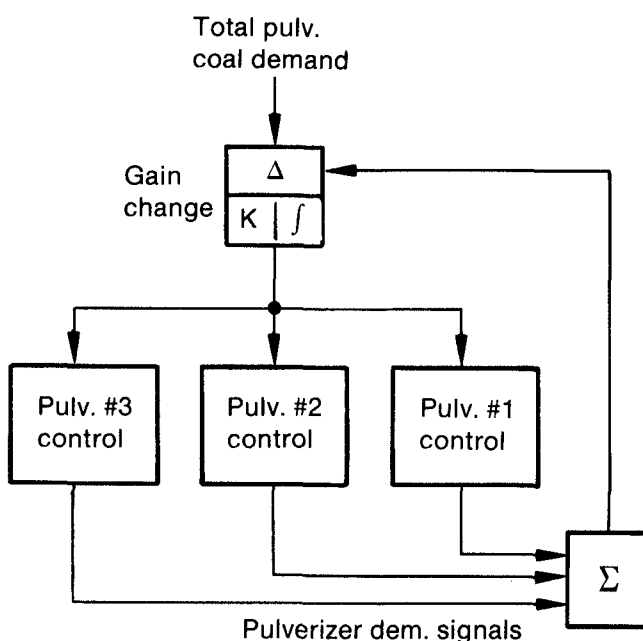 Total pulv.
coal demand
Gain
change
Δ
K ∫
Pulv. #3
control
Pulv. #2
control
Pulv. #1
control
Σ
Pulverizer dem. signals